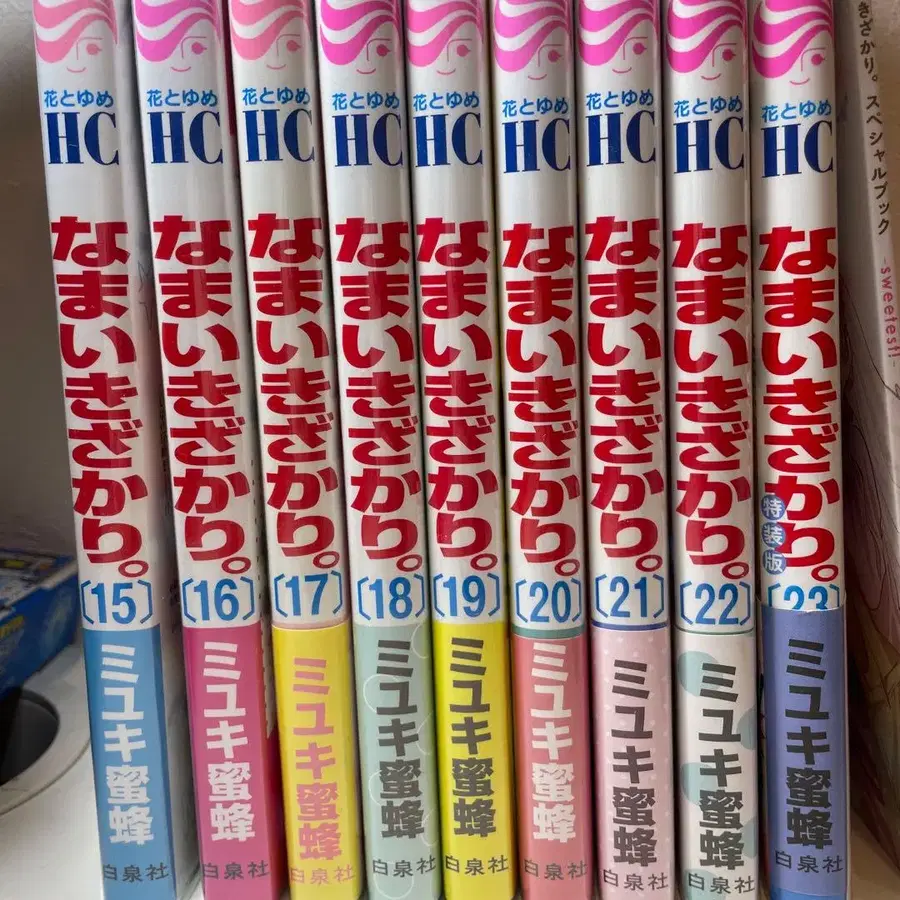 花とゆめ
HC
なまいきざかり。
[15]
ミユキ蜜蜂
白泉社
花とゆめ
HC
なまいきざかり。
[16]
ミユキ蜜蜂
白泉社
花とゆめ
HC
なまいきざかり。
[17]
ミユキ蜜蜂
白泉社
花とゆめ
HC
なまいきざかり。
[18]
ミユキ蜜蜂
白泉社
花とゆめ
HC
なまいきざかり。
[19]
ミユキ蜜蜂
白泉社
花とゆめ
HC
なまいきざかり。
[20]
ミユキ蜜蜂
白泉社
花とゆめ
HC
なまいきざかり。
[21]
ミユキ蜜蜂
白泉社
花とゆめ
HC
なまいきざかり。
[22]
ミユキ蜜蜂
白泉社
花とゆめ
HC
なまいきざかり。
特装版
[23]
ミユキ蜜蜂
白泉社
きざかり。スペシャルブック
-sweetest!-